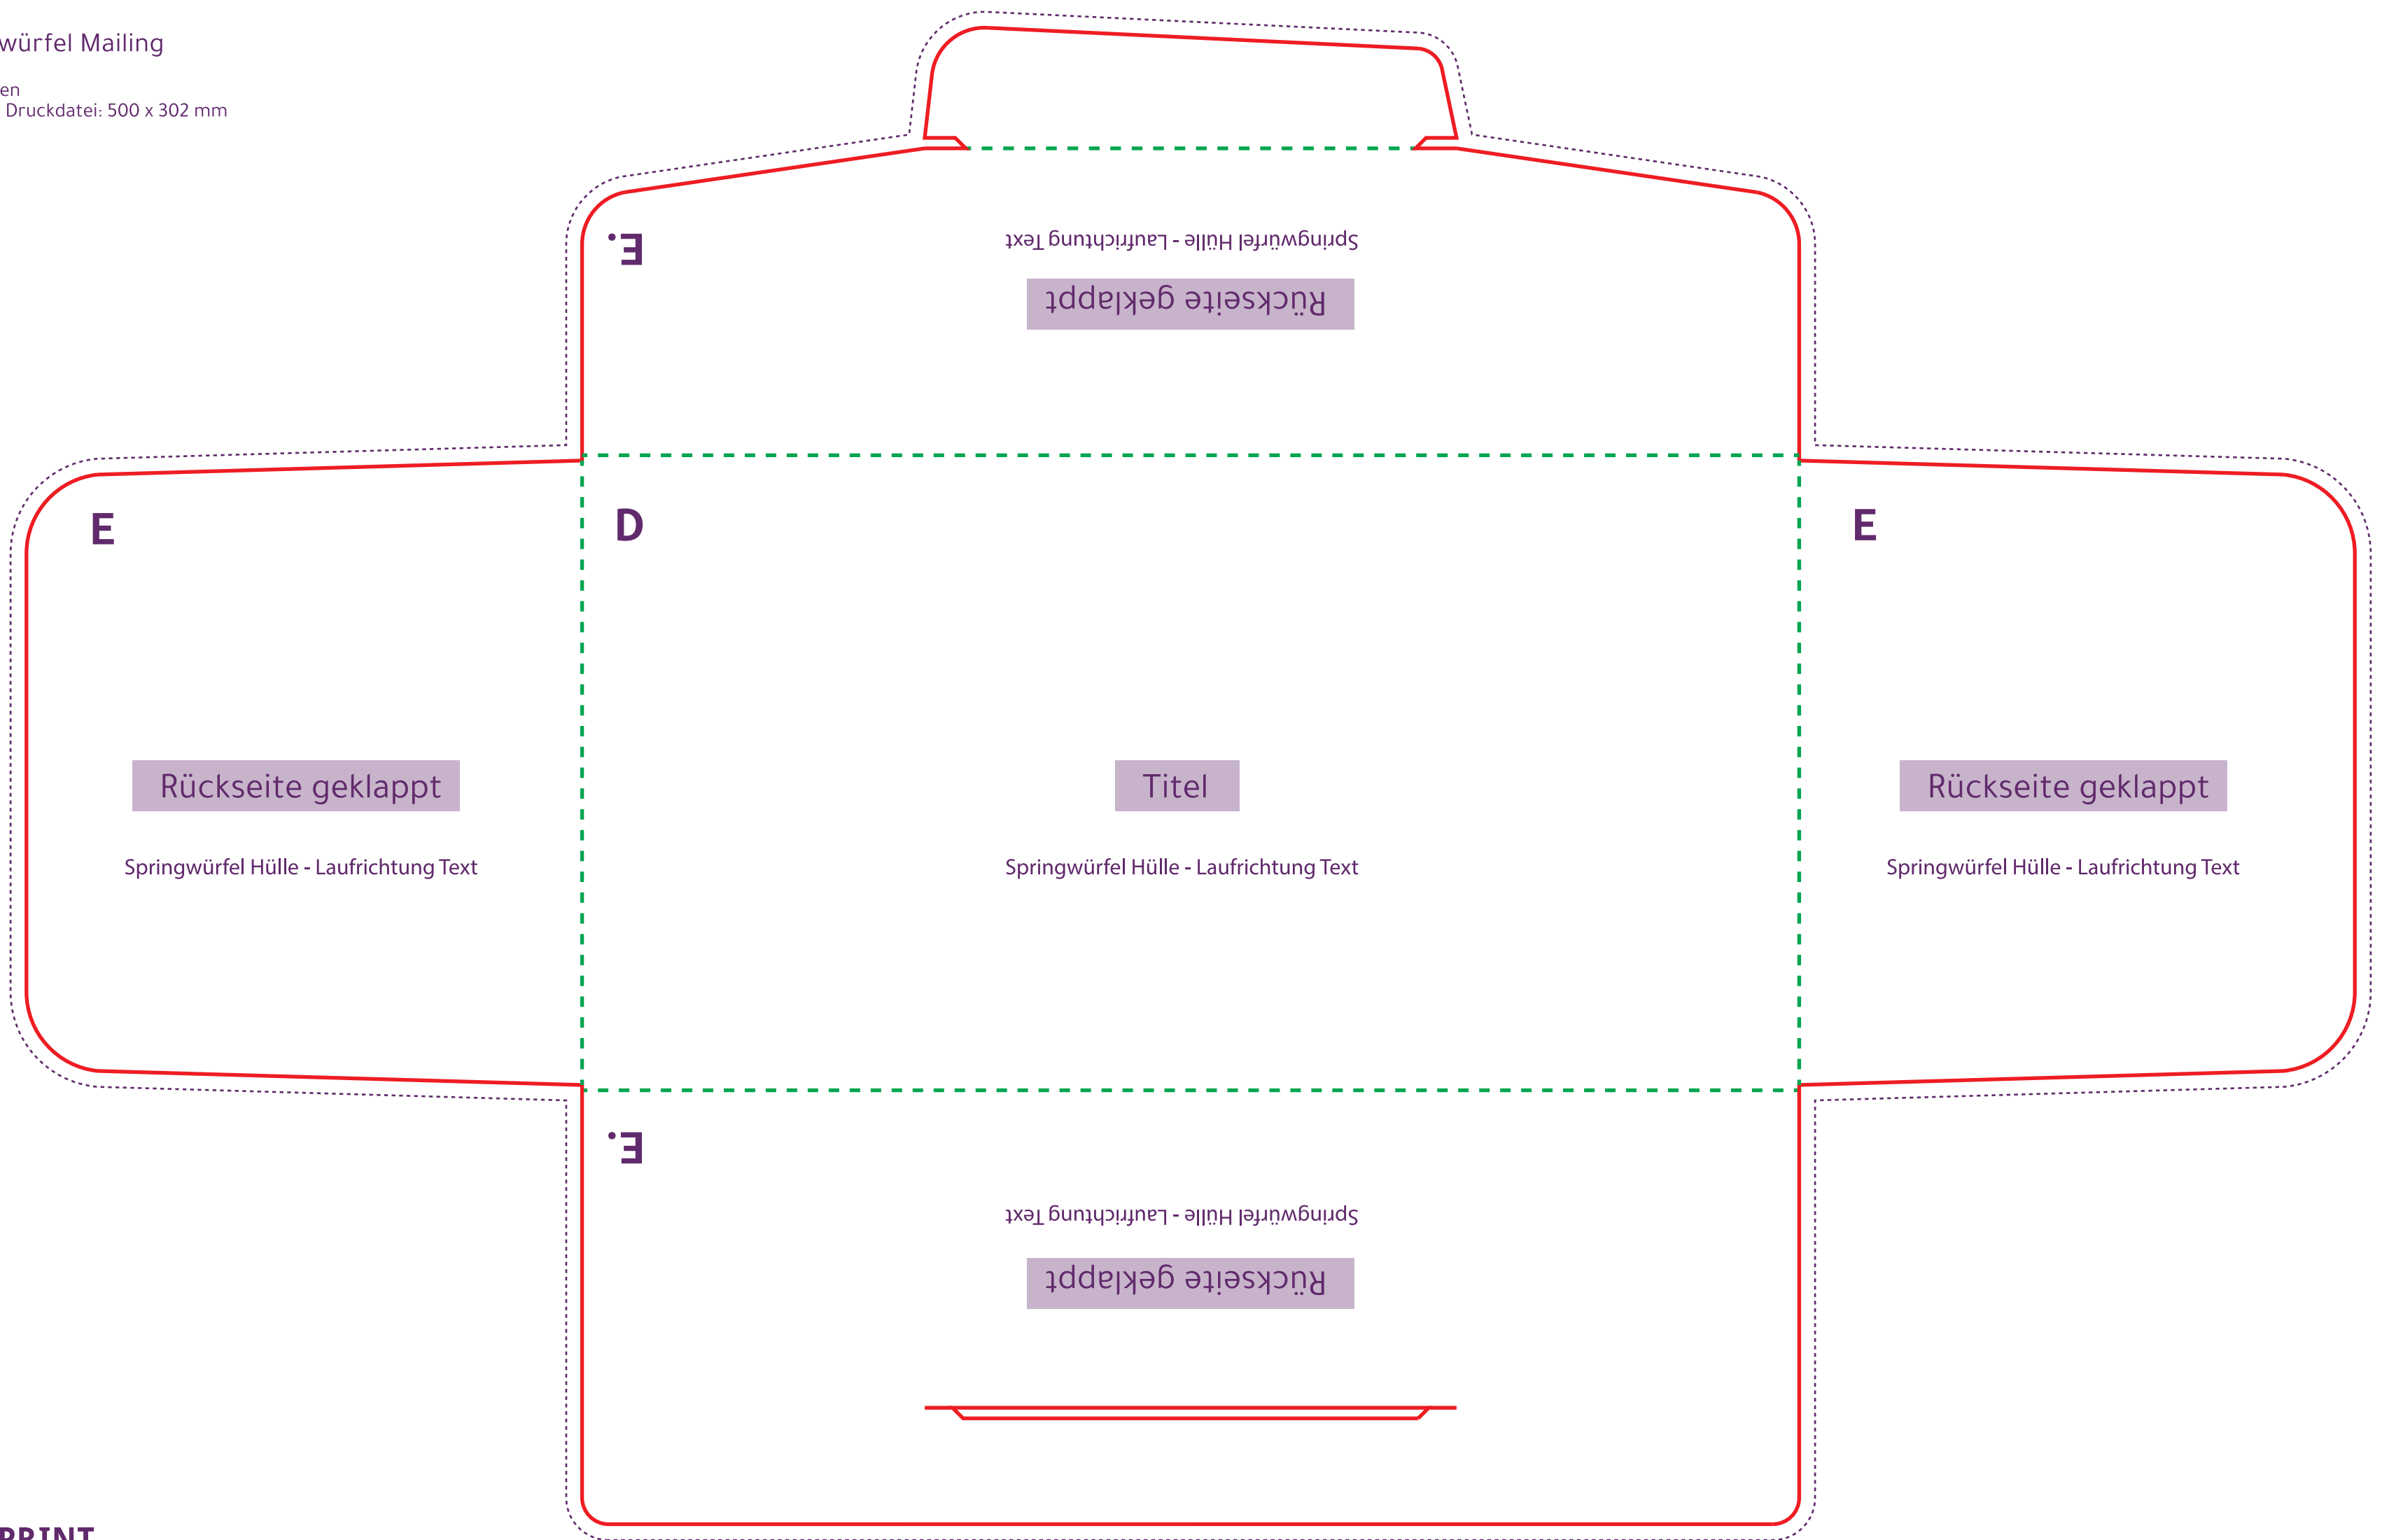 würfel Mailing
en
Druckdatei: 500 x 302 mm
E.
Springwürfel Hülle - Laufrichtung Text
Rückseite geklappt
E
D
E
Rückseite geklappt
Titel
Rückseite geklappt
Springwürfel Hülle - Laufrichtung Text
Springwürfel Hülle - Laufrichtung Text
Springwürfel Hülle - Laufrichtung Text
E.
Springwürfel Hülle - Laufrichtung Text
Rückseite geklappt
PRINT